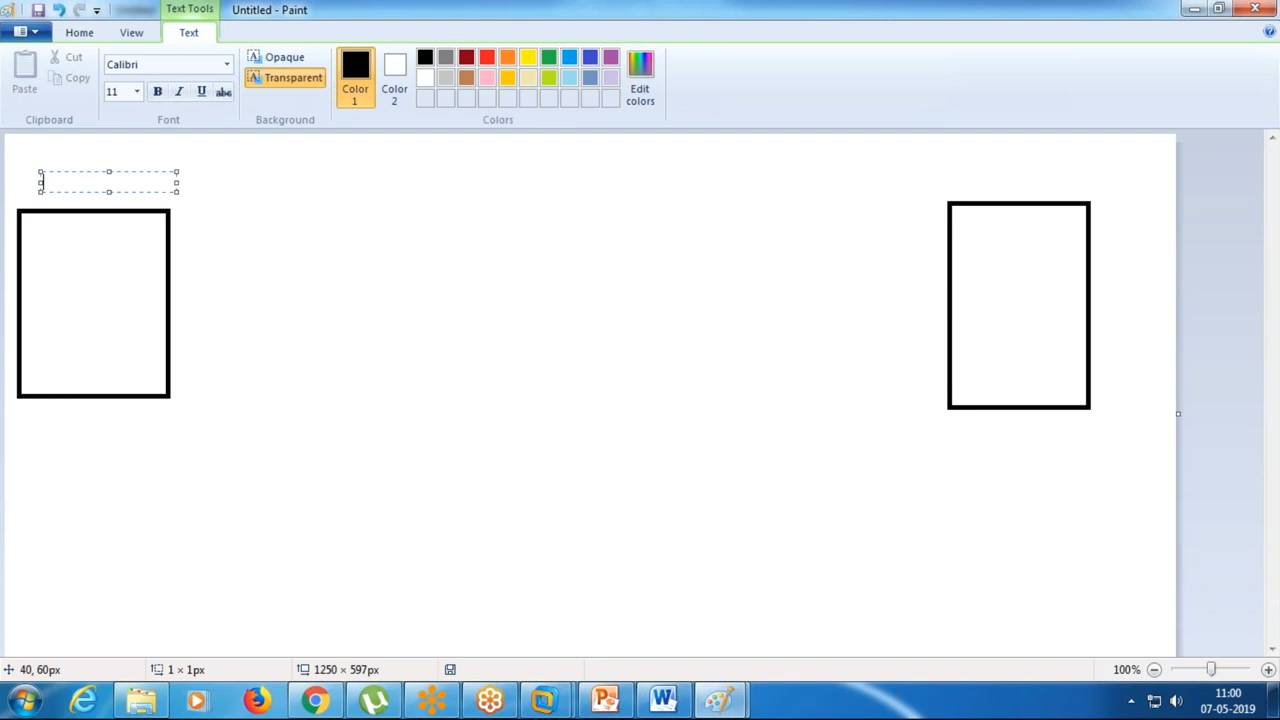 Text Tools
Untitled - Paint
Home
View
Text
Paste
Cut
Copy
Clipboard
Calibri
11
B
I
U
abc
Font
Opaque
Transparent
Background
Color
1
Color
2
Edit
colors
Colors
40, 60px
1 × 1px
1250 × 597px
100%
11:00
07-05-2019